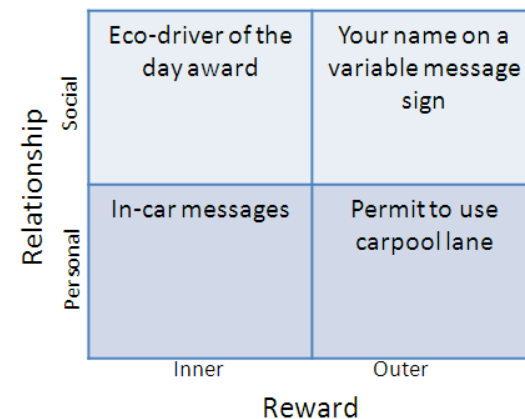 Eco-driver of the
day award
Your name on a
variable message
sign
In-car messages
Permit to use
carpool lane
Relationship
Social
Personal
Inner
Outer
Reward